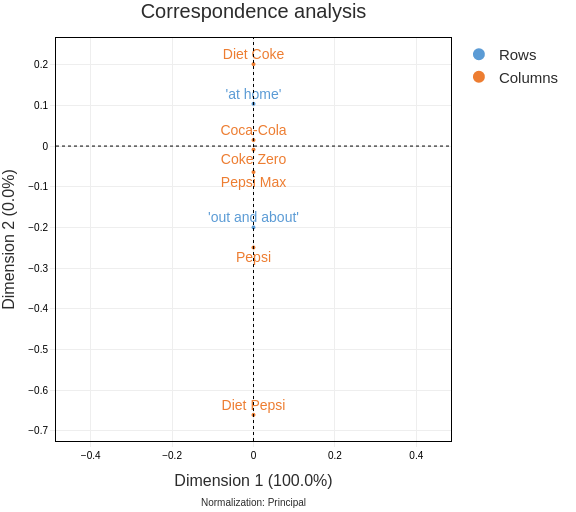 Correspondence analysis
Rows
Columns
Diet Coke
'at home'
Coca-Cola
Coke Zero
Pepsi Max
'out and about'
Pepsi
Diet Pepsi
0.2
0.1
0
−0.1
−0.2
−0.3
−0.4
−0.5
−0.6
−0.7
Dimension 2 (0.0%)
−0.4
−0.2
0
0.2
0.4
Dimension 1 (100.0%)
Normalization: Principal